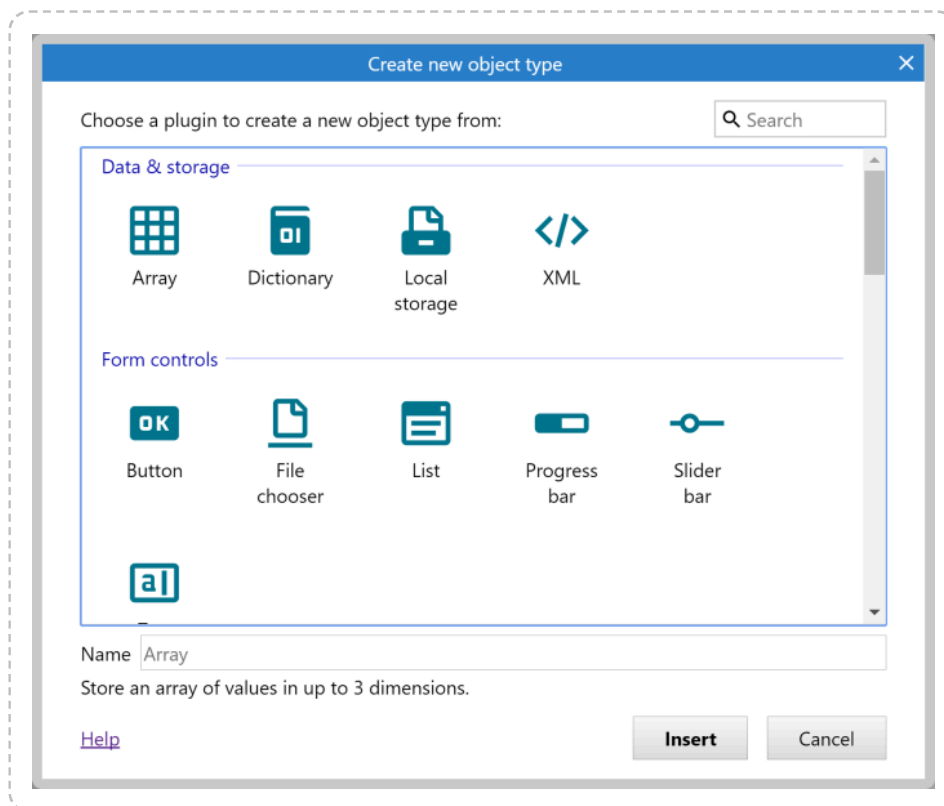 Create new object type
Choose a plugin to create a new object type from:
Search
Data & storage
Array
Dictionary
Local
storage
XML
Form controls
OK
Button
File
chooser
List
Progress
bar
Slider
bar
a
Name Array
Store an array of values in up to 3 dimensions.
Help
Insert
Cancel